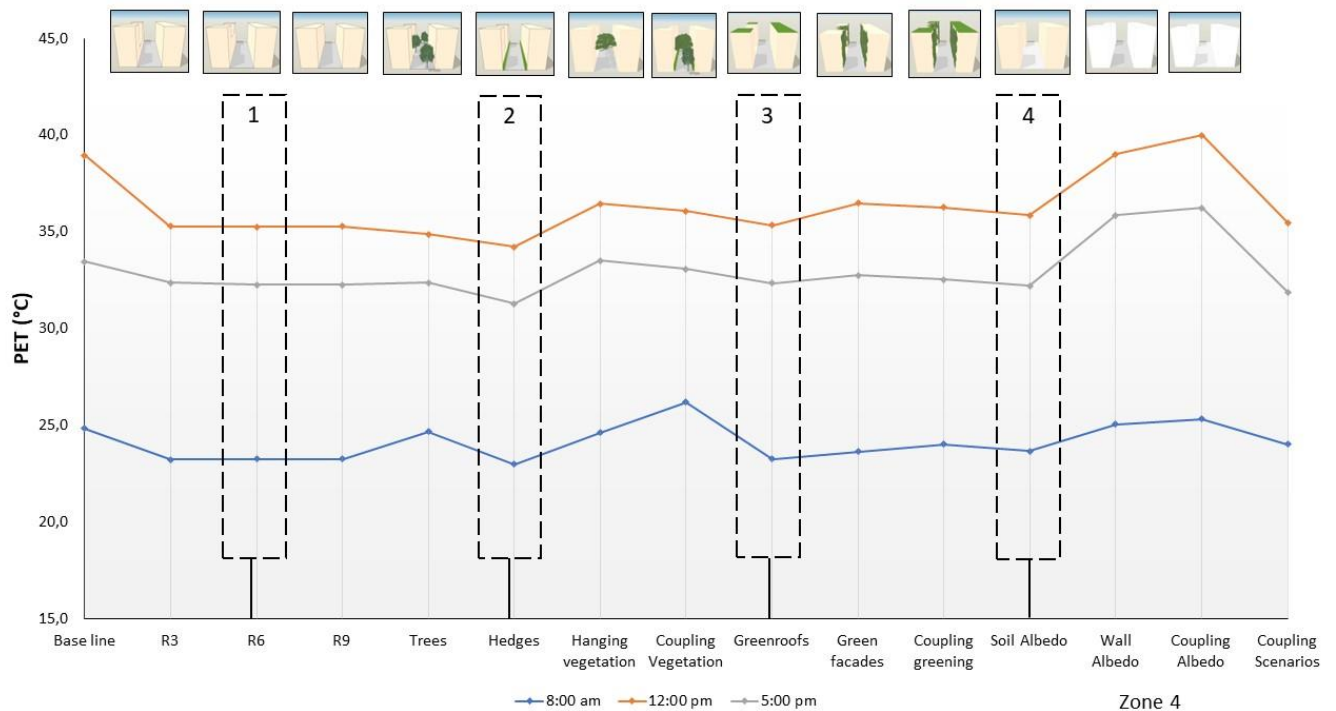 45,0
40,0
35,0
30,0
25,0
20,0
15,0
PET (°C)
1
2
3
4
Base line
R3
R6
R9
Trees
Hedges
Hanging
vegetation
Coupling
Vegetation
Greenroofs
Green
facades
Coupling
greening
Soil Albedo
Wall
Albedo
Coupling
Albedo
Coupling
Scenarios
8:00 am
12:00 pm
5:00 pm
Zone 4